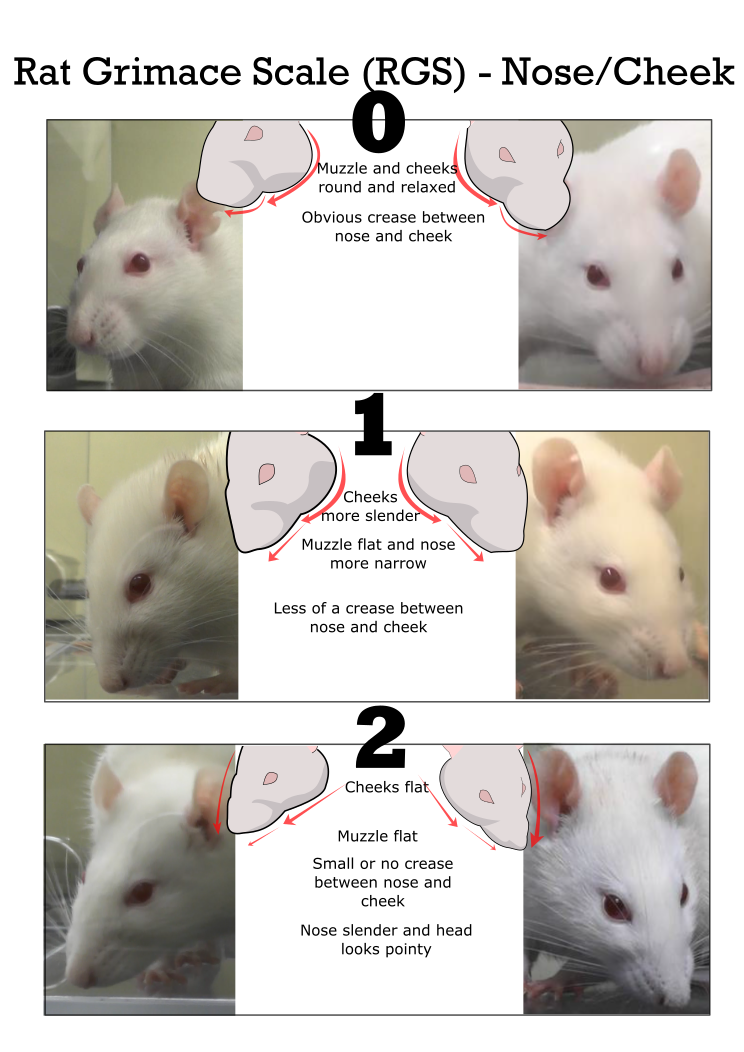 Rat Grimace Scale (RGS) - Nose/Cheek
0
Muzzle and cheeks
round and relaxed
Obvious crease between
nose and cheek
1
Cheeks
more slender
Muzzle flat and nose
more narrow
Less of a crease between
nose and cheek
2
Cheeks flat
Muzzle flat
Small or no crease
between nose and
cheek
Nose slender and head
looks pointy